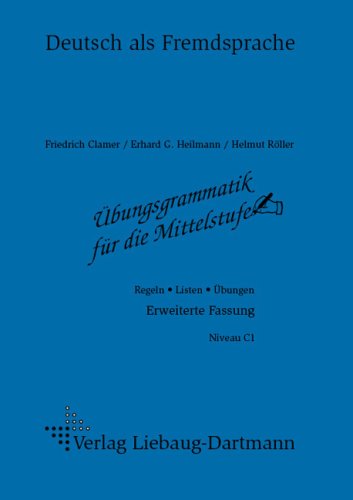 Deutsch als Fremdsprache
Friedrich Clamer / Erhard G. Heilmann / Helmut Röller
Übungsgrammatik
für die Mittelstufe
Regeln • Listen • Übungen
Erweiterte Fassung
Niveau C1
Verlag Liebaug-Dartmann